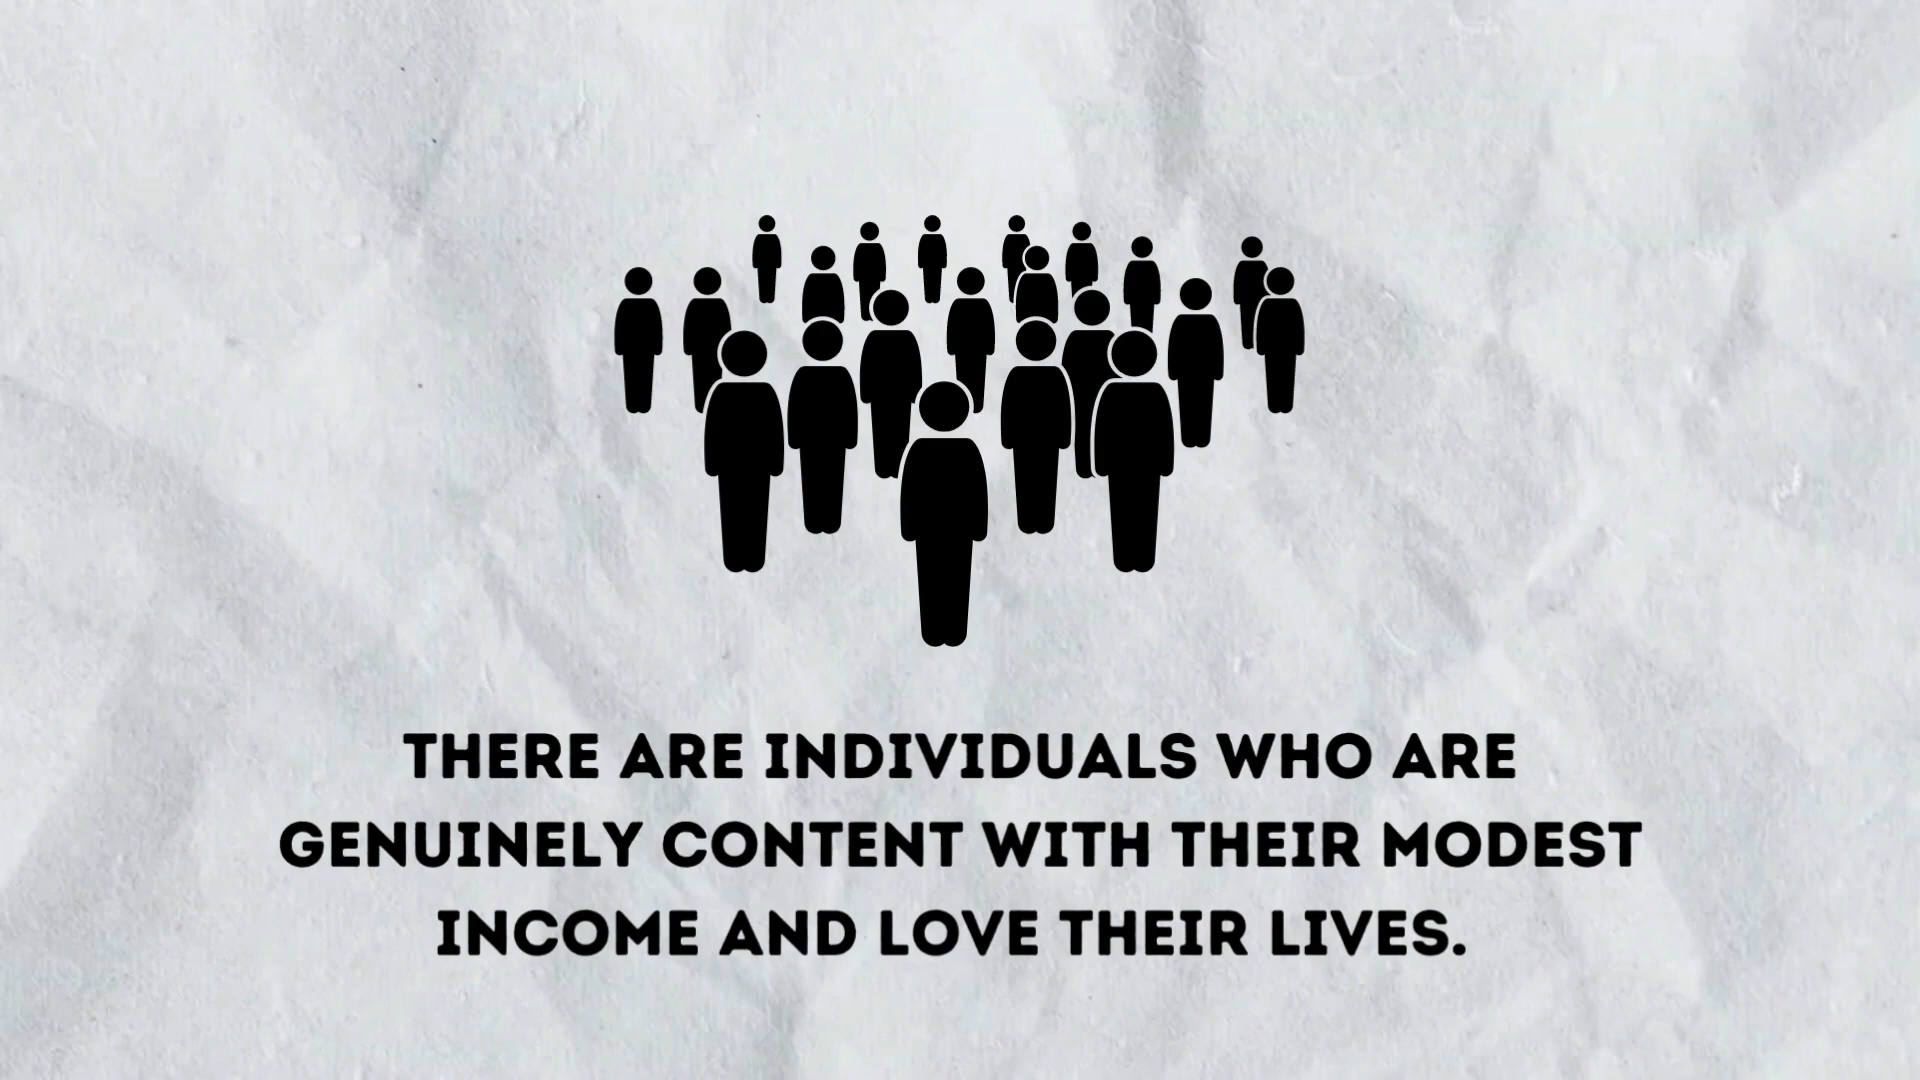 THERE ARE INDIVIDUALS WHO ARE
GENUINELY CONTENT WITH THEIR MODEST
INCOME AND LOVE THEIR LIVES.